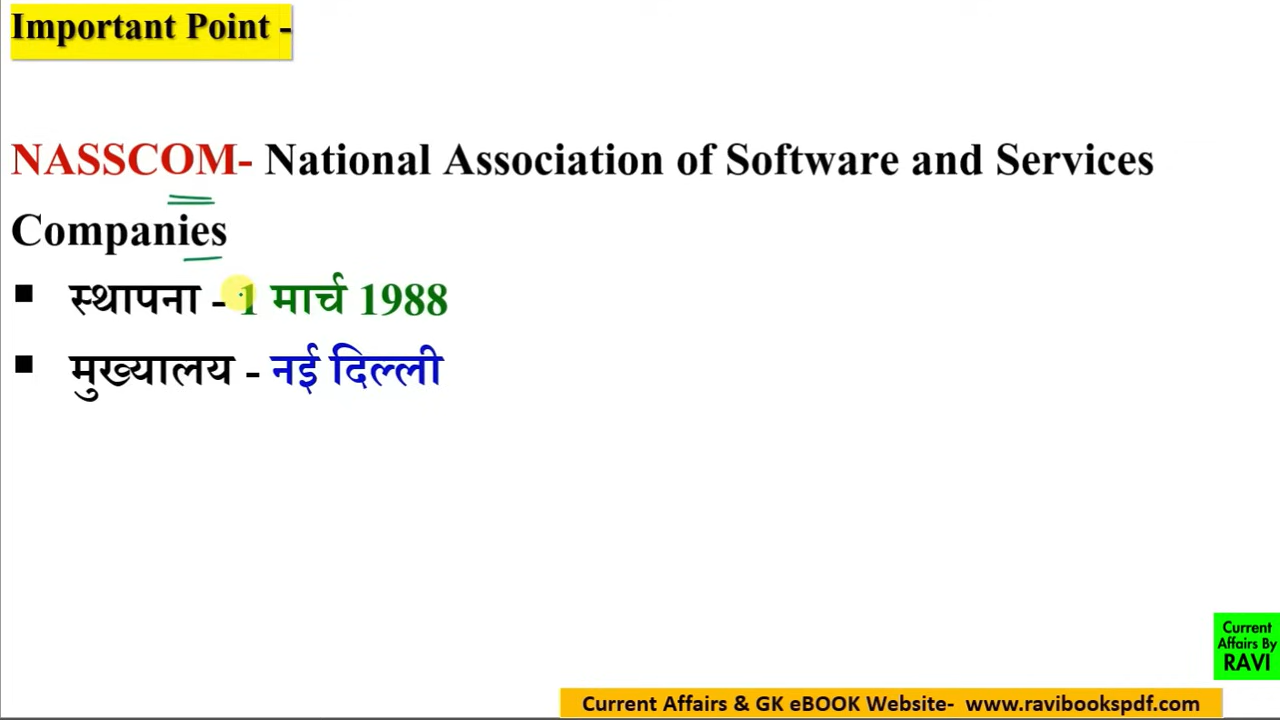 Important Point -
NASSCOM- National Association of Software and Services
Companies
▪ स्थापना - 1 मार्च 1988
▪ मुख्यालय - नई दिल्ली
Current
Affairs By
RAVI
Current Affairs & GK eBOOK Website- www.ravibookspdf.com